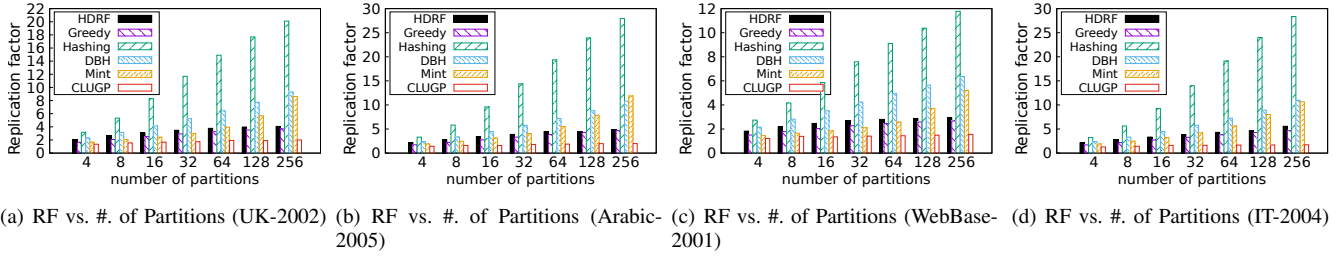 22
20
18
16
14
12
10
8
6
4
2
0
Replication factor
HDRF
Greedy
Hashing
DBH
Mint
CLUGP
4 8 16 32 64 128 256
number of partitions
30
25
20
15
10
5
0
Replication factor
HDRF
Greedy
Hashing
DBH
Mint
CLUGP
4 8 16 32 64 128 256
number of partitions
12
10
8
6
4
2
0
Replication factor
HDRF
Greedy
Hashing
DBH
Mint
CLUGP
4 8 16 32 64 128 256
number of partitions
30
25
20
15
10
5
0
Replication factor
HDRF
Greedy
Hashing
DBH
Mint
CLUGP
4 8 16 32 64 128 256
number of partitions
(a) RF vs. #. of Partitions (UK-2002)
(b) RF vs. #. of Partitions (Arabic-
2005)
(c) RF vs. #. of Partitions (WebBase-
2001)
(d) RF vs. #. of Partitions (IT-2004)